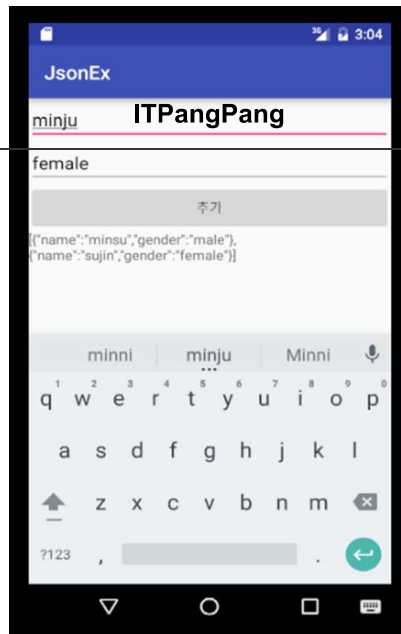 3G 3:04
JsonEx
minju
ITPangPang
female
추가
[{"name":"minsu","gender":"male"},
{"name":"sujin","gender":"female"}]
minni minju Minni
1 2 3 4 5 6 7 8 9 0
q w e r t y u i o p
a s d f g h j k l
z x c v b n m
?123 , .